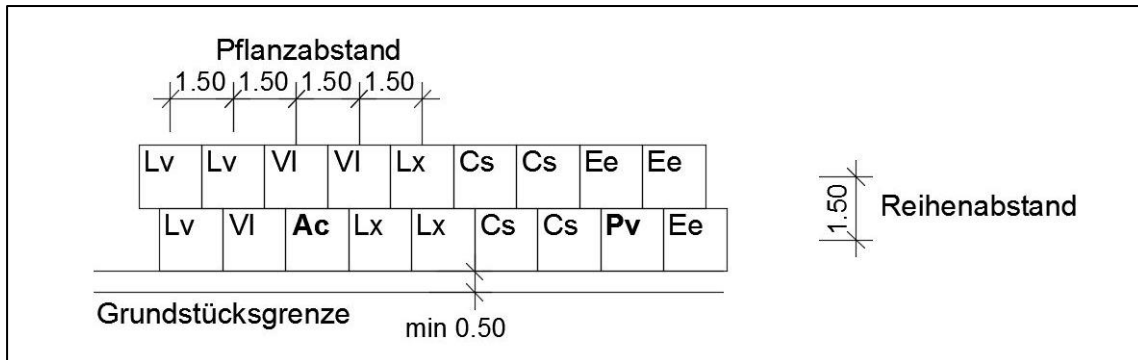 Pflanzabstand
1.50 1.50 1.50 1.50
Lv Lv Vl Vl Lx Cs Cs Ee Ee
Lv Vl Ac Lx Lx Cs Cs Pv Ee
1.50
Reihenabstand
Grundstücksgrenze
min 0.50